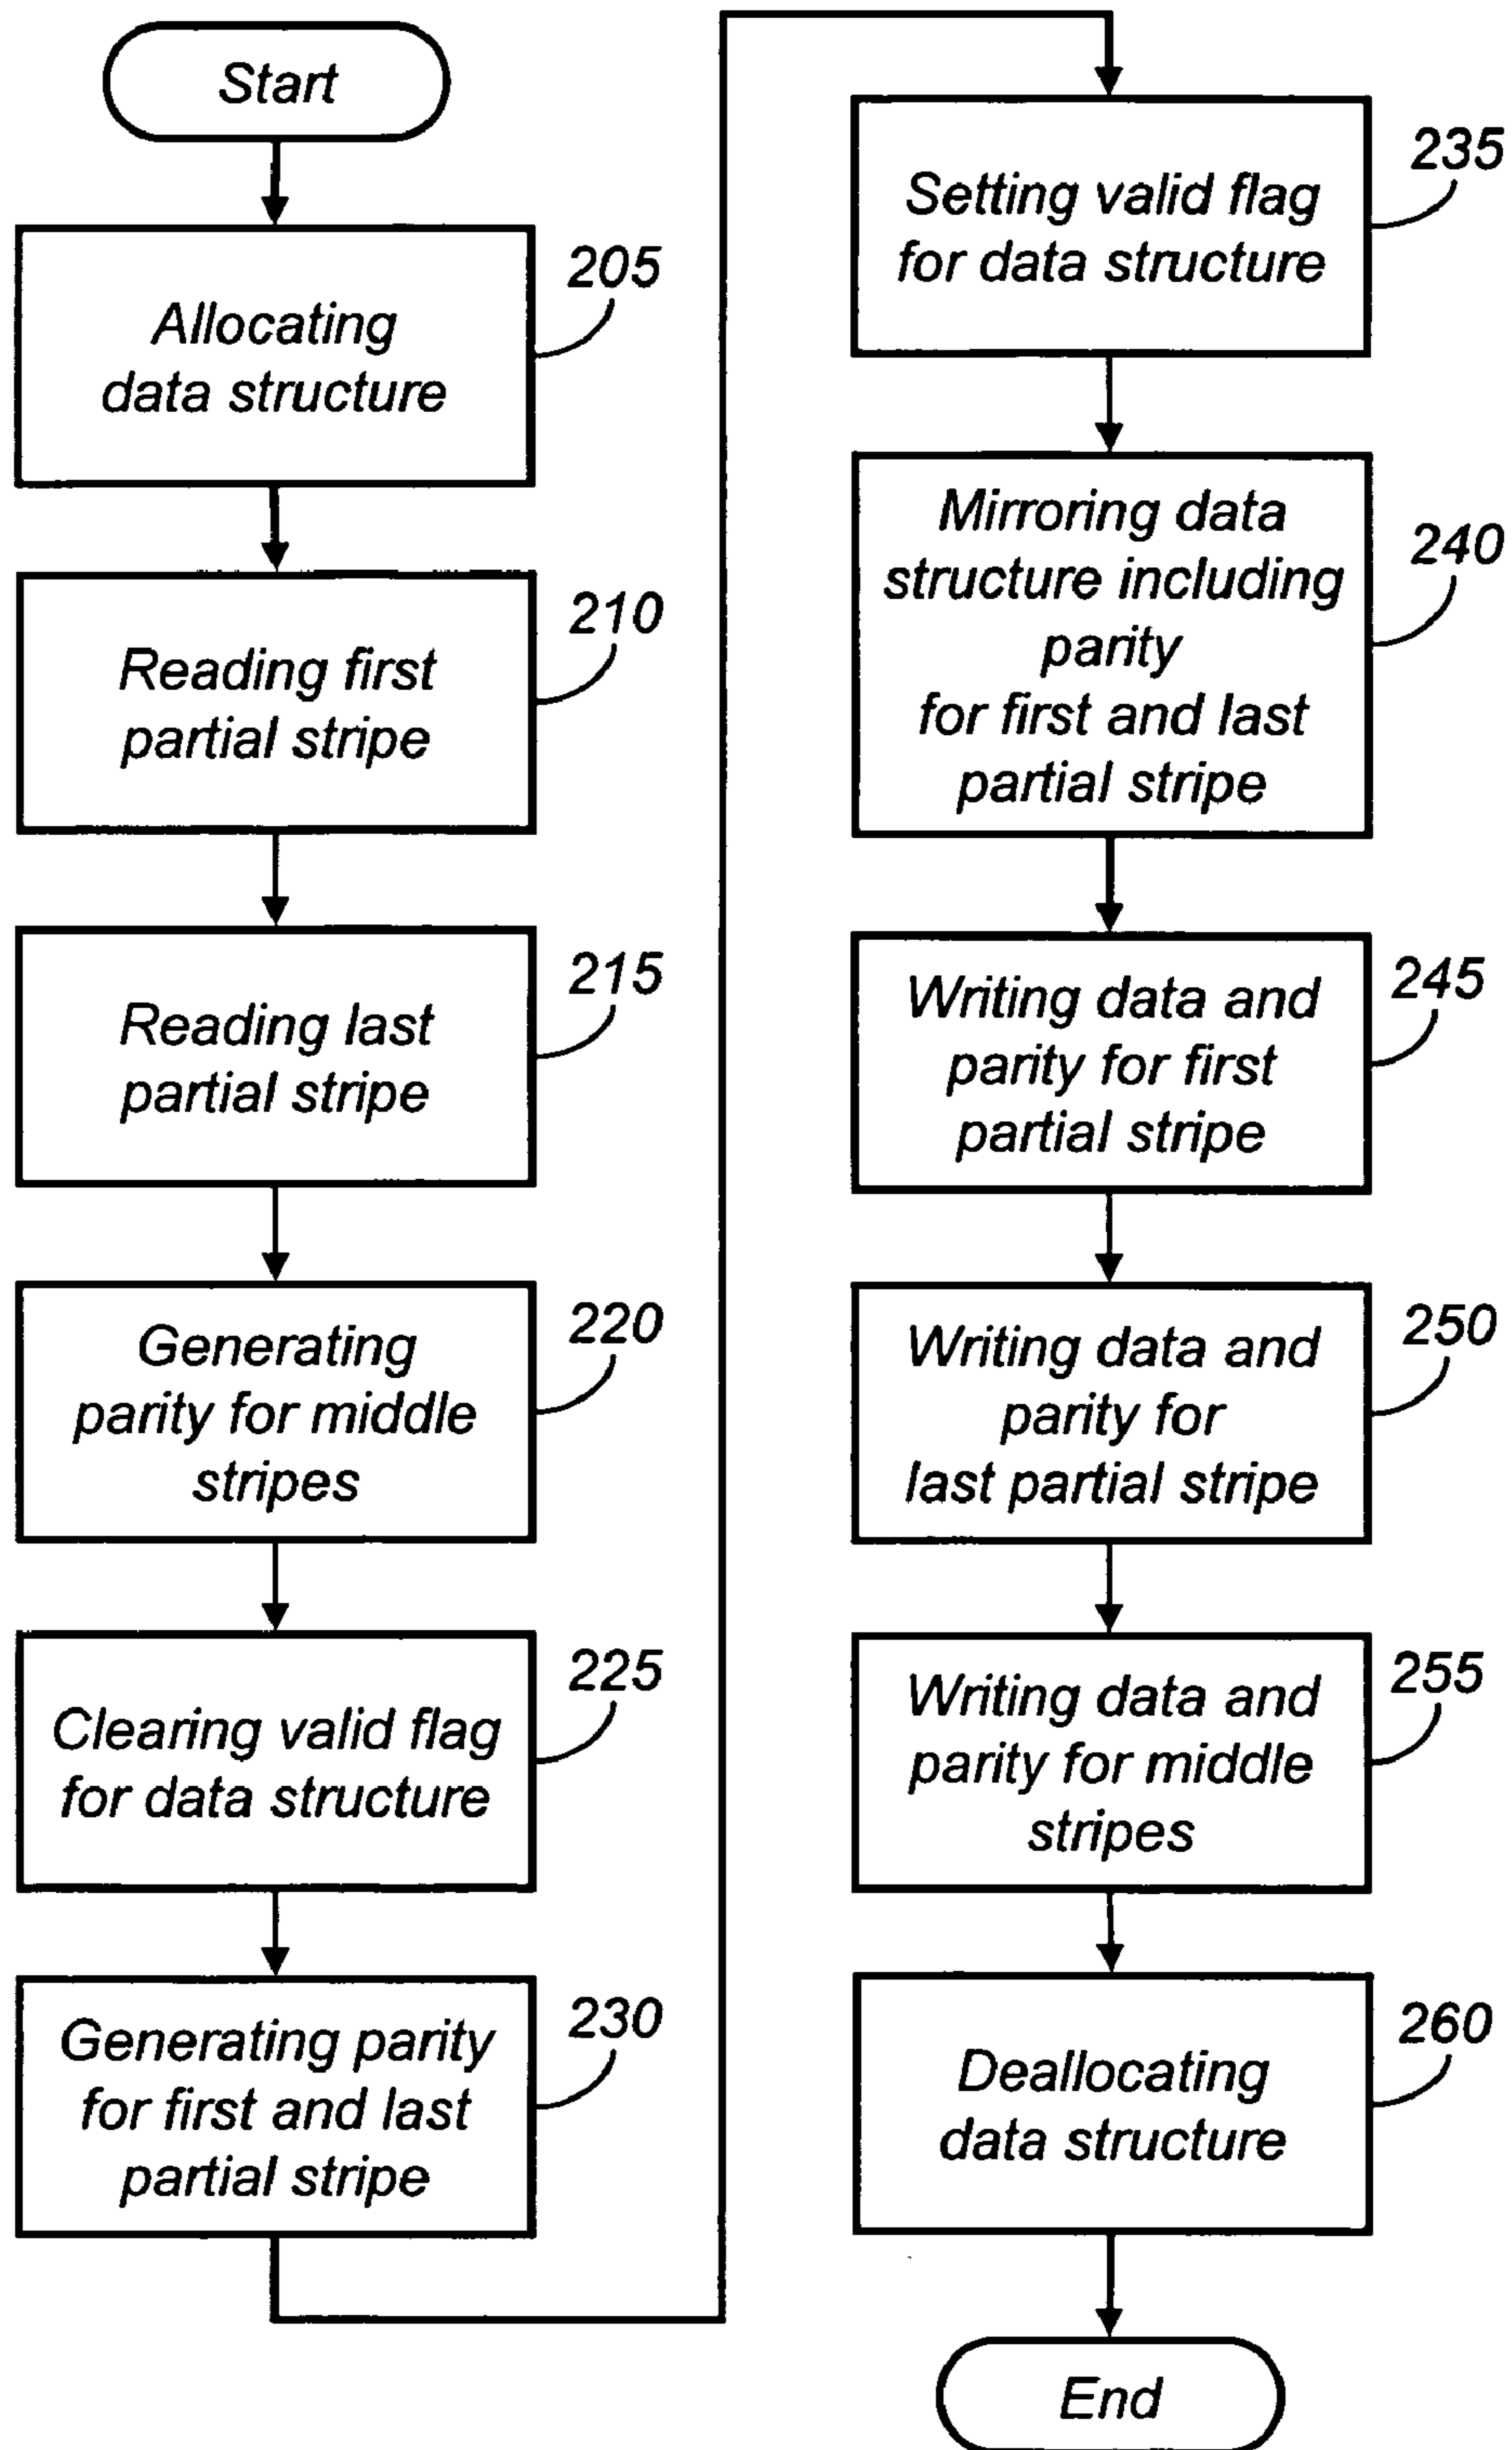 Start
Allocating
data structure
205
Reading first
partial stripe
210
Reading last
partial stripe
215
Generating
parity for middle
stripes
220
Clearing valid flag
for data structure
225
Generating parity
for first and last
partial stripe
230
Setting valid flag
for data structure
235
Mirroring data
structure including
parity
for first and last
partial stripe
240
Writing data and
parity for first
partial stripe
245
Writing data and
parity for
last partial stripe
250
Writing data and
parity for middle
stripes
255
Deallocating
data structure
260
End